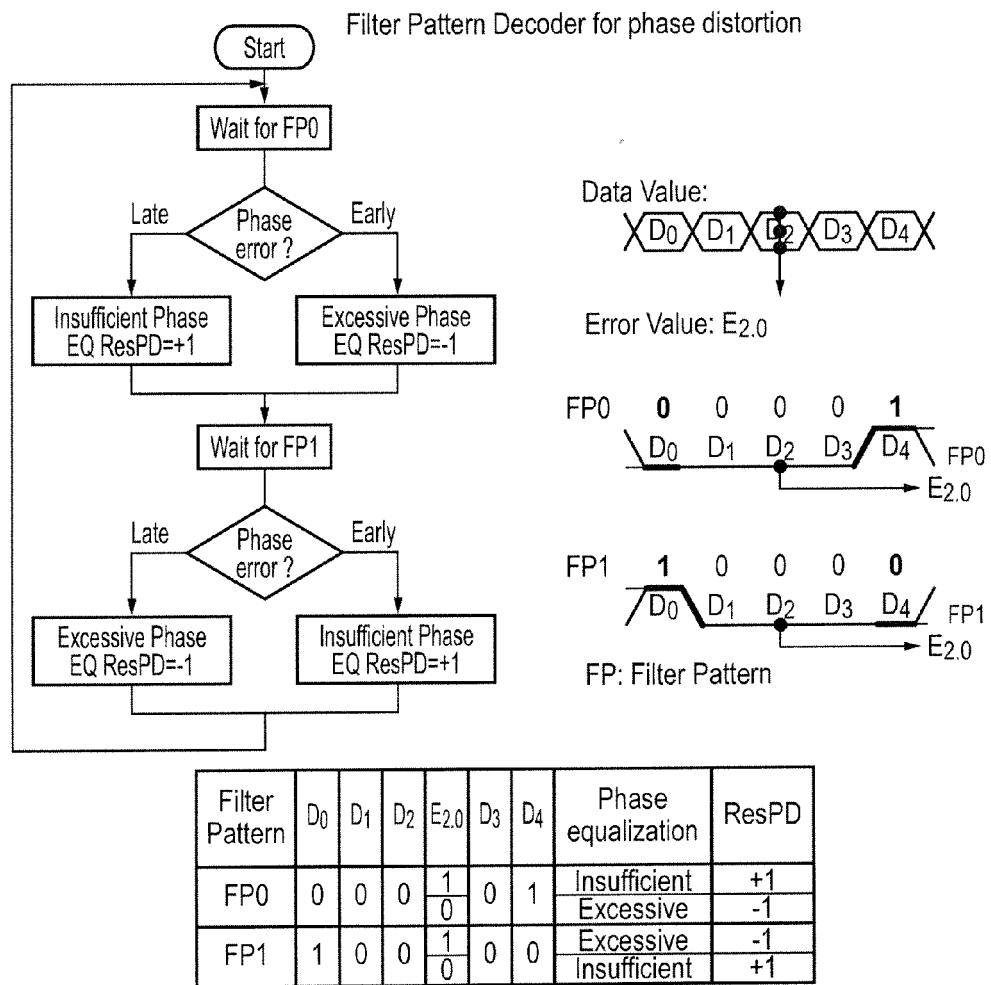 Filter Pattern Decoder for phase distortion
Start
Wait for FP0
Late
Phase error ?
Early
Insufficient Phase
EQ ResPD=+1
Excessive Phase
EQ ResPD=-1
Wait for FP1
Late
Phase error ?
Early
Excessive Phase
EQ ResPD=-1
Insufficient Phase
EQ ResPD=+1
Data Value:
D0 D1 D2 D3 D4
Error Value: E2.0
FP0 0 0 0 0 1
D0 D1 D2 D3 D4 FP0
E2.0
FP1 1 0 0 0 0
D0 D1 D2 D3 D4 FP1
E2.0
FP: Filter Pattern
Filter Pattern D0 D1 D2 E2.0 D3 D4 Phase equalization ResPD
FP0 0 0 0 1 0 1 Insufficient +1
0 Excessive -1
FP1 1 0 0 1 0 0 Excessive -1
0 Insufficient +1